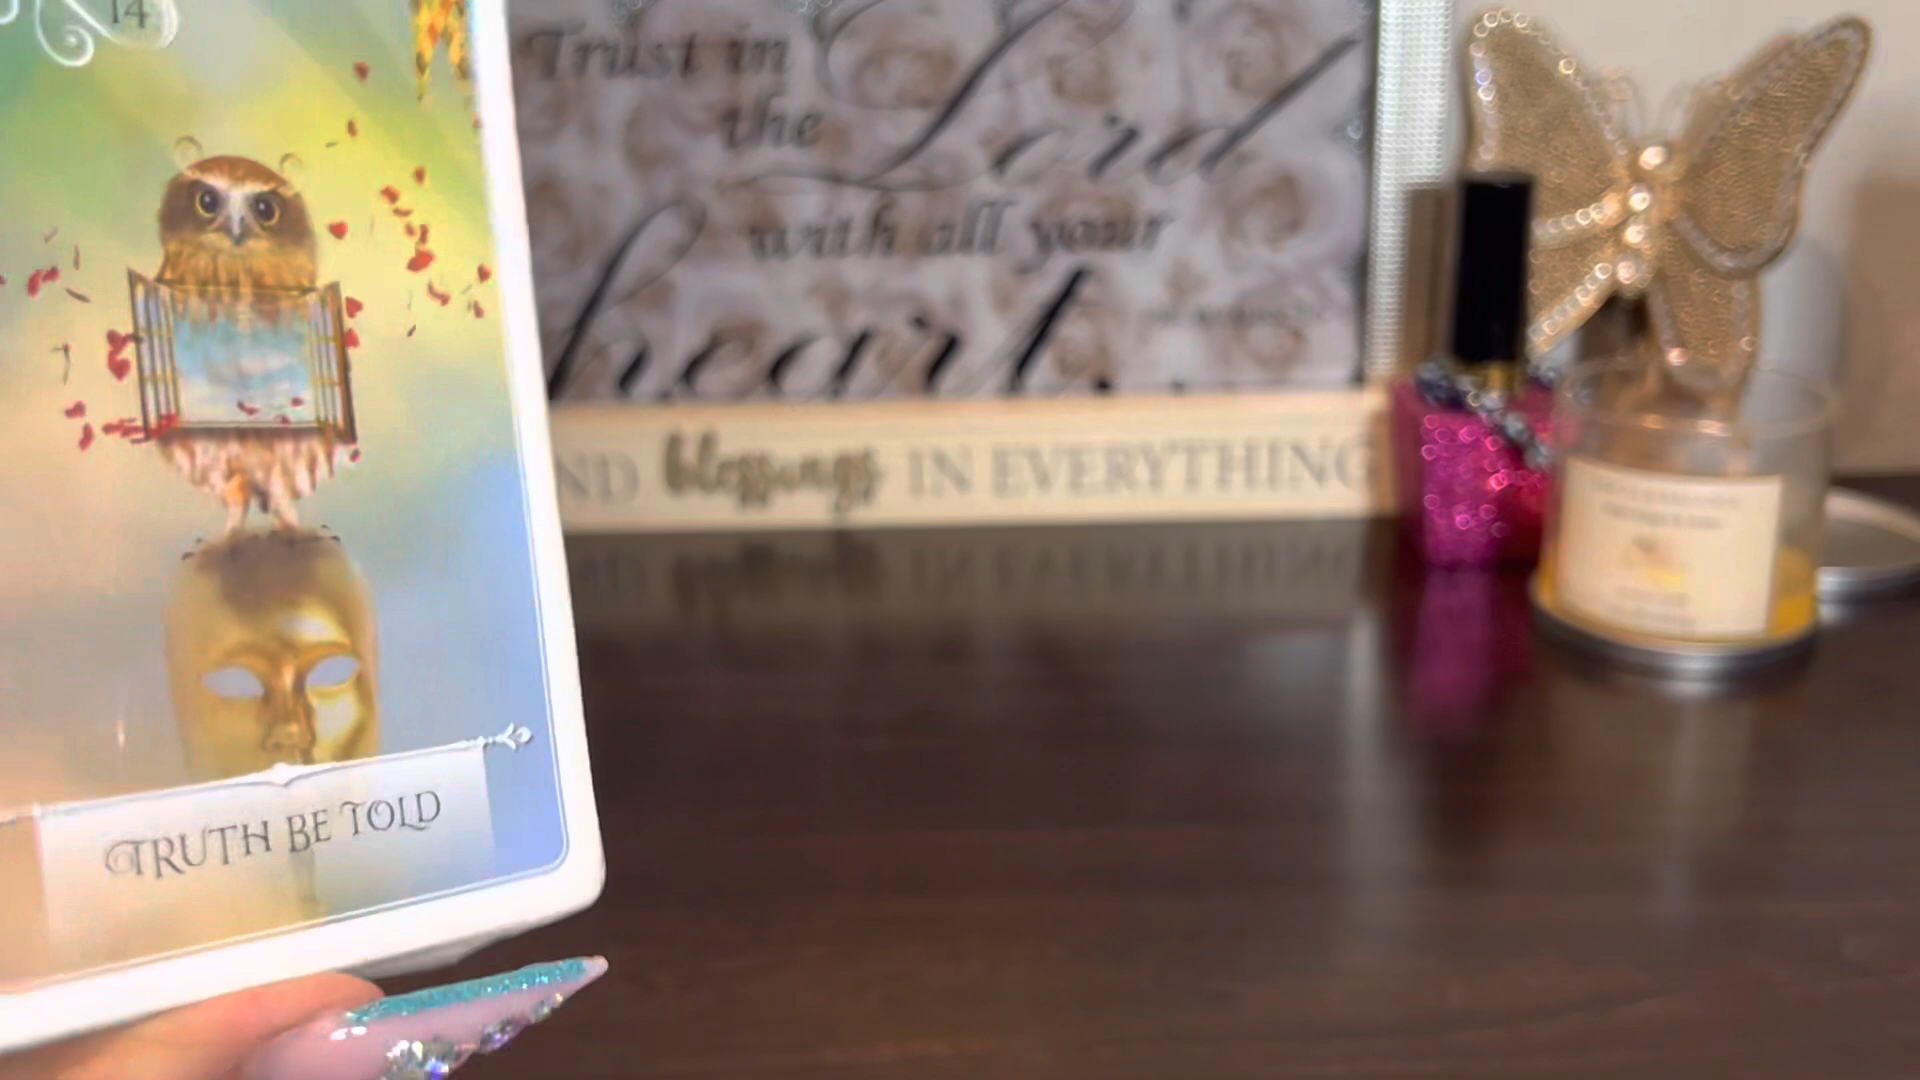 14
TRUTH BE TOLD
Trust in
the Lord
with all your
heart.
ND blessings IN EVERYTHING